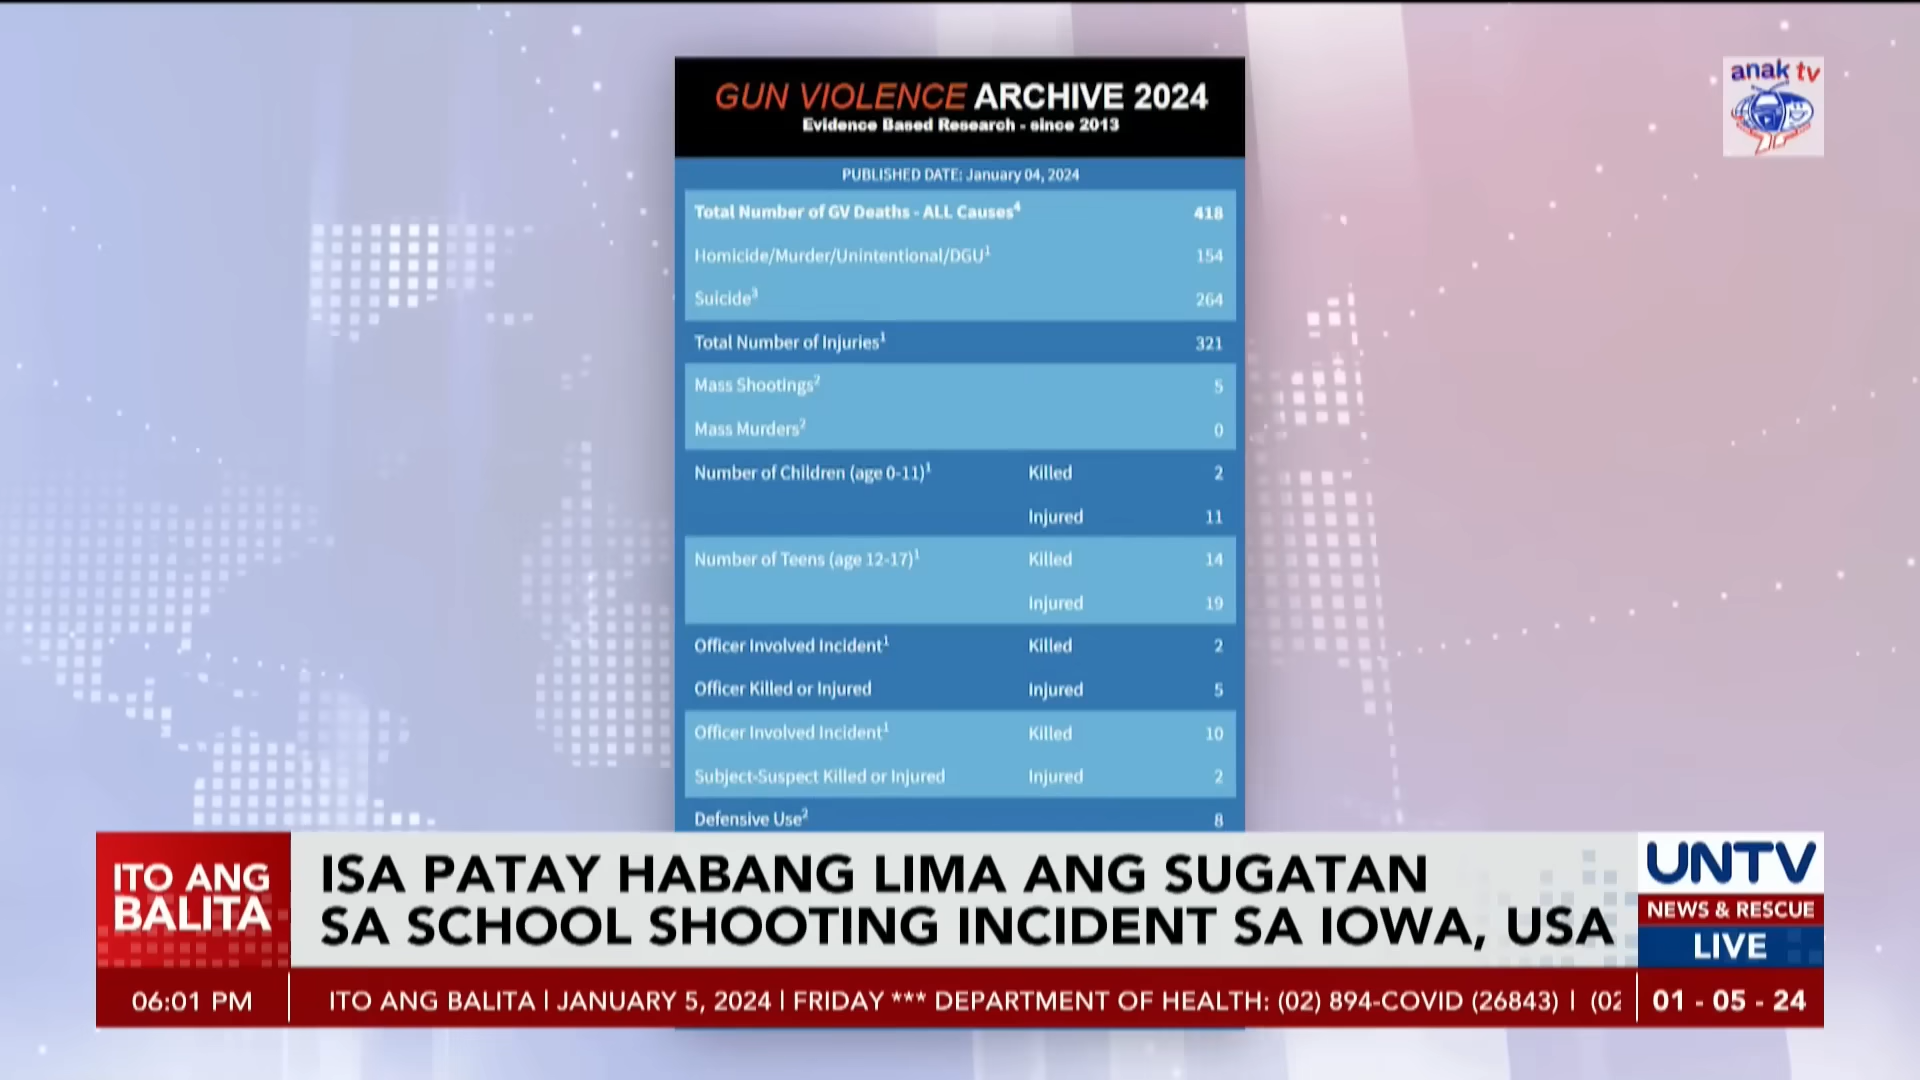 anak tv
GUN VIOLENCE ARCHIVE 2024
Evidence Based Research - since 2013
PUBLISHED DATE: January 04, 2024
Total Number of GV Deaths - ALL Causes⁴ 418
Homicide/Murder/Unintentional/DGU¹ 154
Suicide³ 264
Total Number of Injuries¹ 321
Mass Shootings² 5
Mass Murders² 0
Number of Children (age 0-11)¹ Killed 2
Injured 11
Number of Teens (age 12-17)¹ Killed 14
Injured 19
Officer Involved Incident¹ Killed 2
Officer Killed or Injured Injured 5
Officer Involved Incident¹ Killed 10
Subject-Suspect Killed or Injured Injured 2
Defensive Use² 8
ITO ANG
BALITA
ISA PATAY HABANG LIMA ANG SUGATAN
SA SCHOOL SHOOTING INCIDENT SA IOWA, USA
UNTV
NEWS & RESCUE
LIVE
06:01 PM
ITO ANG BALITA | JANUARY 5, 2024 | FRIDAY *** DEPARTMENT OF HEALTH: (02) 894-COVID (26843) | (02
01 - 05 - 24